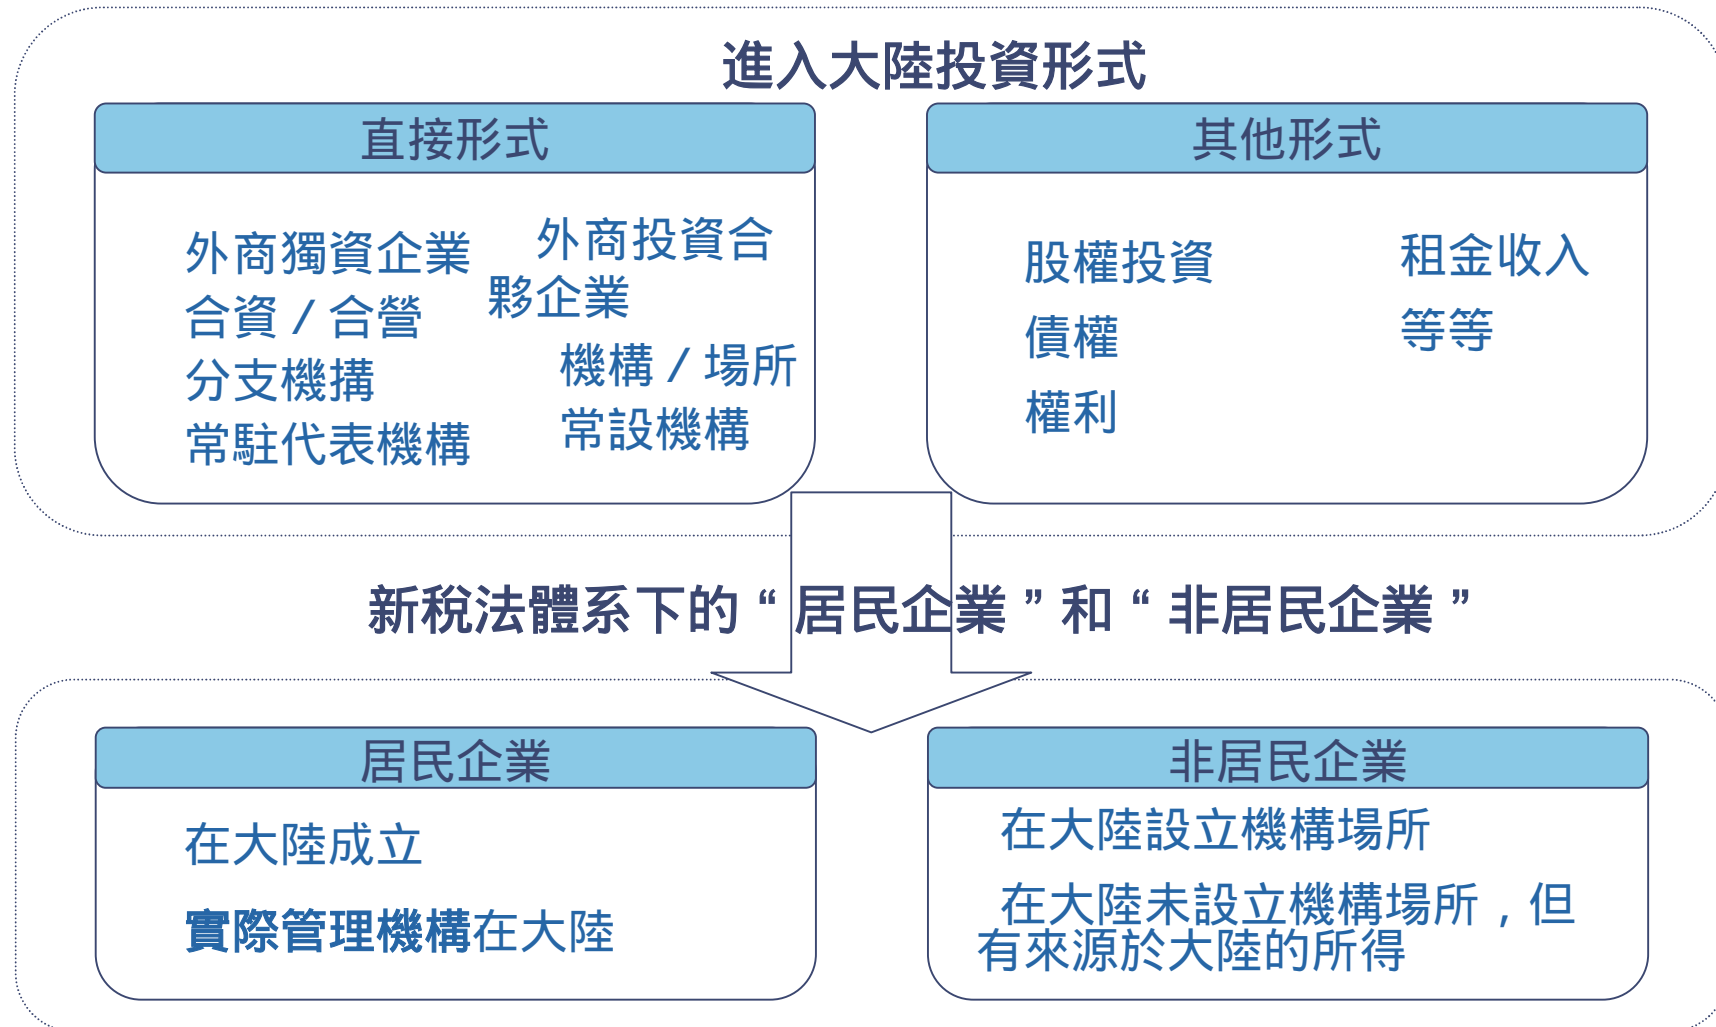 進入大陸投資形式
直接形式
外商獨資企業
合資/合營
分支機搆
常駐代表機構
外商投資合
夥企業
機構/場所
常設機構
其他形式
股權投資
債權
權利
租金收入
等等
新稅法體系下的“居民企業”和“非居民企業”
居民企業
在大陸成立
實際管理機構在大陸
非居民企業
在大陸設立機構場所
在大陸未設立機構場所,但
有來源於大陸的所得